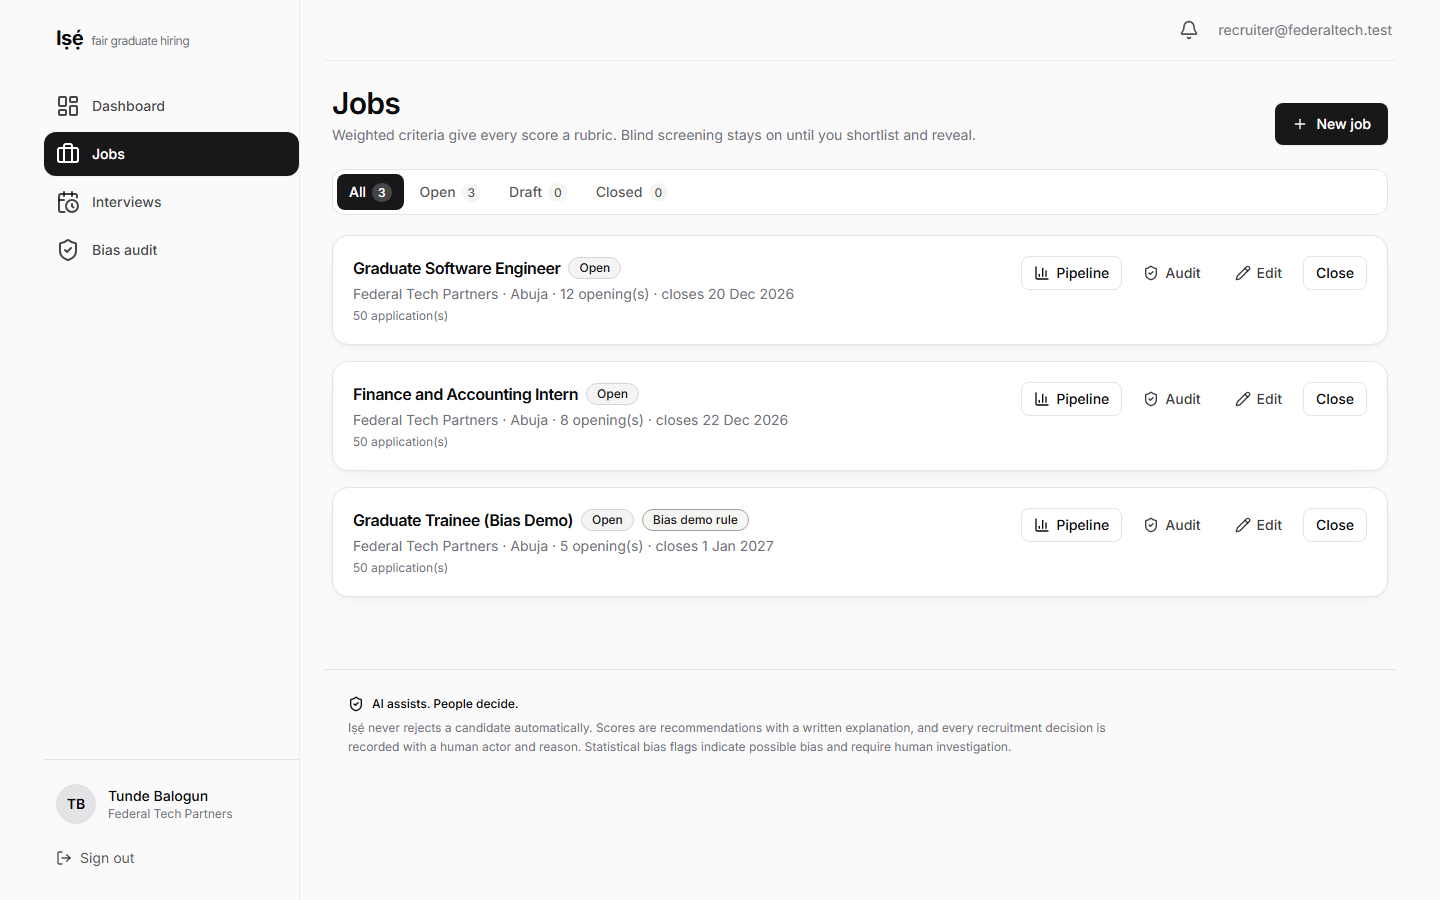 Iṣẹ́ fair graduate hiring
recruiter@federaltech.test
Dashboard
Jobs
Interviews
Bias audit
Jobs
Weighted criteria give every score a rubric. Blind screening stays on until you shortlist and reveal.
+ New job
All 3 Open 3 Draft 0 Closed 0
Graduate Software Engineer Open
Federal Tech Partners · Abuja · 12 opening(s) · closes 20 Dec 2026
50 application(s)
Pipeline Audit Edit Close
Finance and Accounting Intern Open
Federal Tech Partners · Abuja · 8 opening(s) · closes 22 Dec 2026
50 application(s)
Pipeline Audit Edit Close
Graduate Trainee (Bias Demo) Open Bias demo rule
Federal Tech Partners · Abuja · 5 opening(s) · closes 1 Jan 2027
50 application(s)
Pipeline Audit Edit Close
AI assists. People decide.
Iṣẹ́ never rejects a candidate automatically. Scores are recommendations with a written explanation, and every recruitment decision is
recorded with a human actor and reason. Statistical bias flags indicate possible bias and require human investigation.
TB
Tunde Balogun
Federal Tech Partners
Sign out